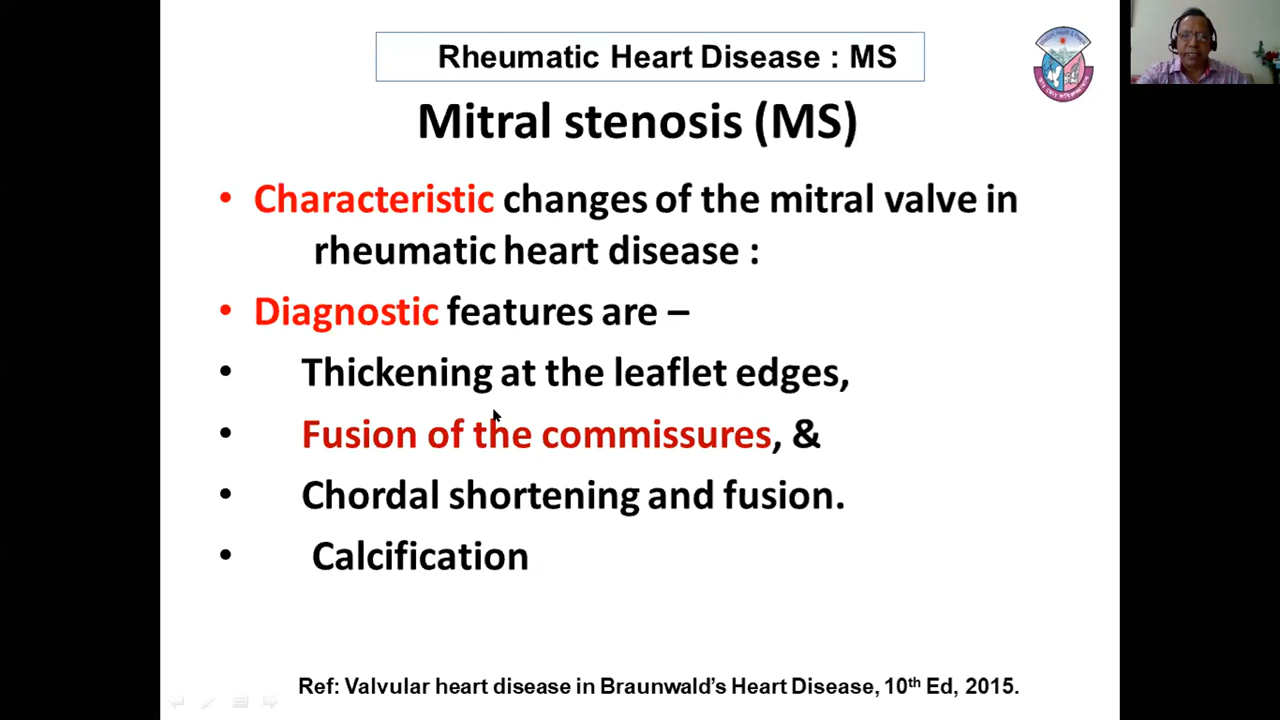 Rheumatic Heart Disease : MS
Mitral stenosis (MS)
• Characteristic changes of the mitral valve in
rheumatic heart disease :
• Diagnostic features are –
• Thickening at the leaflet edges,
• Fusion of the commissures, &
• Chordal shortening and fusion.
• Calcification
Ref: Valvular heart disease in Braunwald's Heart Disease, 10th Ed, 2015.